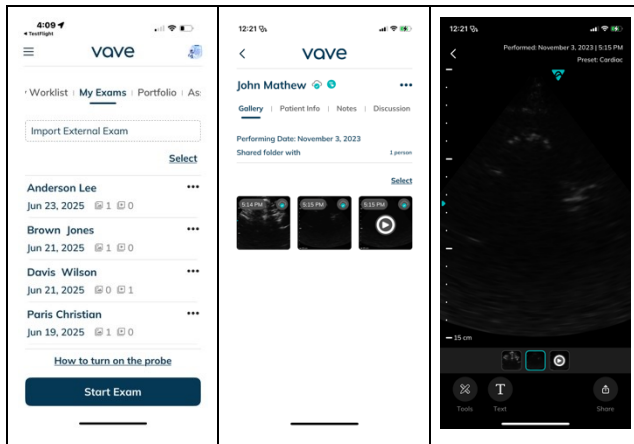 4:09
TestFlight
vave
Worklist | My Exams | Portfolio | As
Import External Exam
Select
Anderson Lee
Jun 23, 2025 1 0
Brown Jones
Jun 21, 2025 1 0
Davis Wilson
Jun 21, 2025 0 1
Paris Christian
Jun 19, 2025 1 0
How to turn on the probe
Start Exam
12:21
vave
John Mathew
Gallery | Patient Info | Notes | Discussion
Performing Date: November 3, 2023
Shared folder with 1 person
Select
5:14 PM 5:15 PM 5:15 PM
12:21
Performed: November 3, 2023 | 5:15 PM
Preset: Cardiac
15 cm
T
Tools Text Share